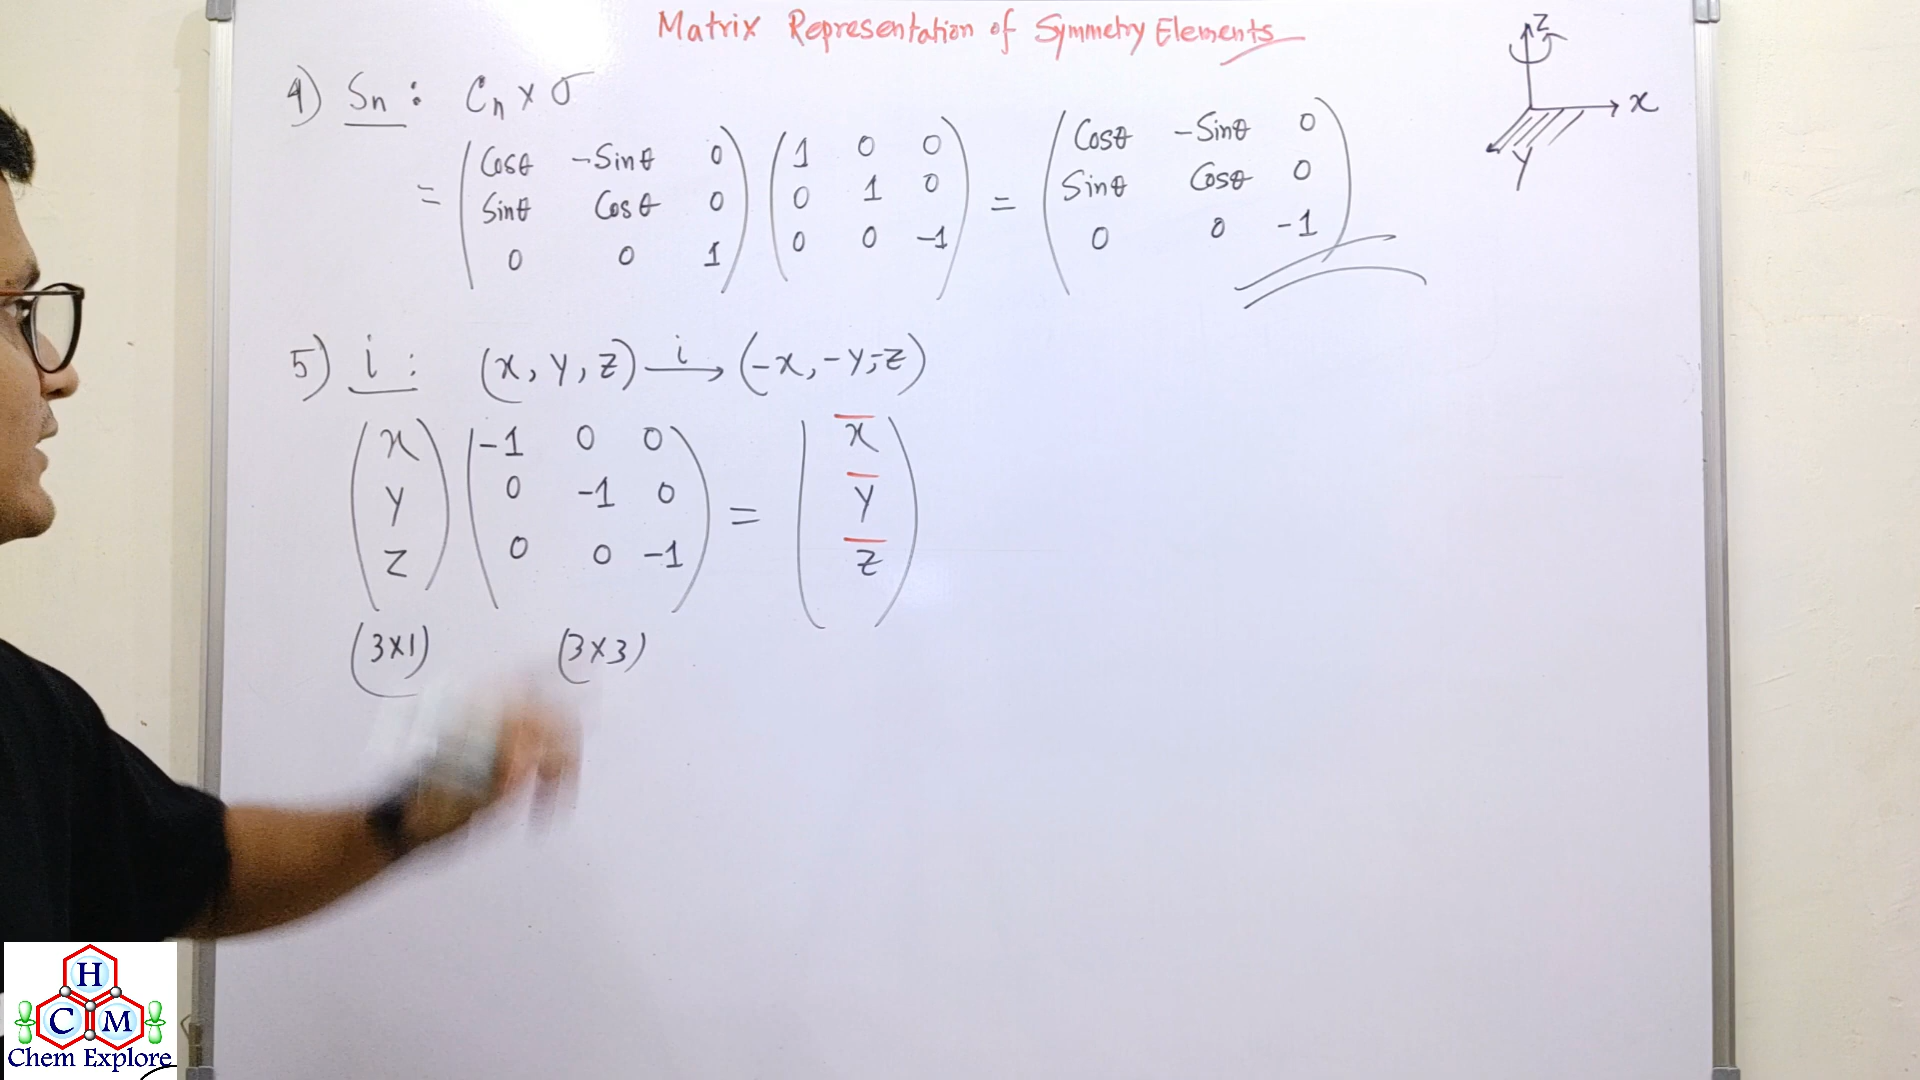 Matrix Representation of Symmetry Elements
Z
x
Y
4) Sn : Cn × σ
= (Cosθ -Sinθ 0) (1 0 0) = (Cosθ -Sinθ 0)
(Sinθ Cosθ 0) (0 1 0) (Sinθ Cosθ 0)
(0 0 1) (0 0 -1) (0 0 -1)
5) i : (x, y, z) i→ (-x, -y, -z)
(x) (-1 0 0) = (x̅)
(y) (0 -1 0) (y̅)
(z) (0 0 -1) (z̅)
(3×1) (3×3)
H
C M
Chem Explore